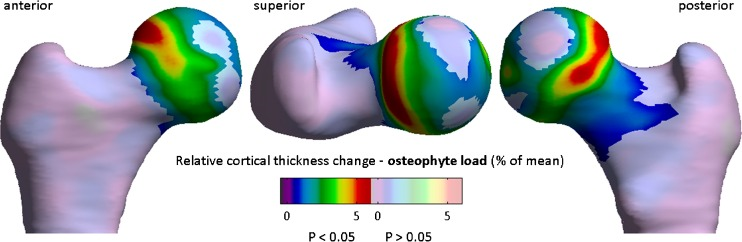 anterior
superior
posterior
Relative cortical thickness change - osteophyte load (% of mean)
0 5 0 5
P < 0.05 P > 0.05